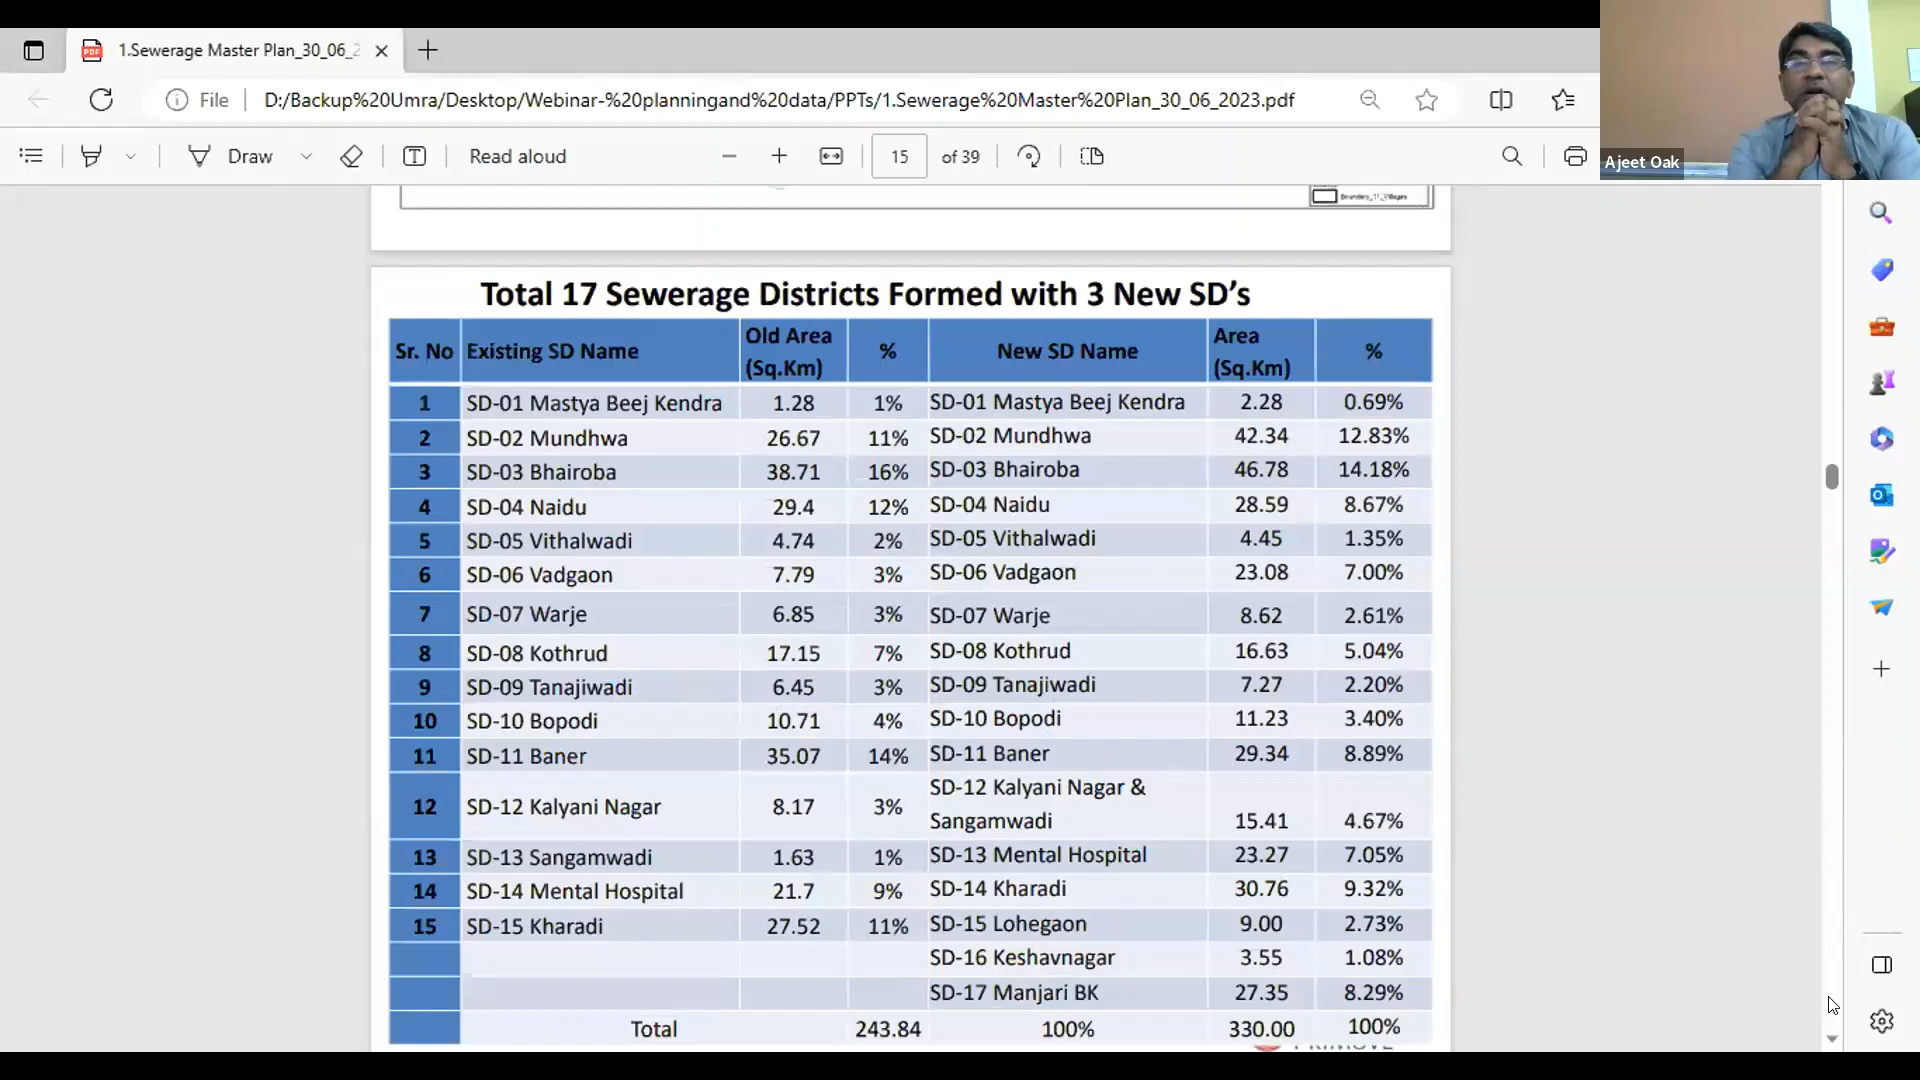 1.Sewerage Master Plan_30_06_2
File D:/Backup%20Umra/Desktop/Webinar-%20planningand%20data/PPTs/1.Sewerage%20Master%20Plan_30_06_2023.pdf
Draw Read aloud 15 of 39
Ajeet Oak
Total 17 Sewerage Districts Formed with 3 New SD’s
Sr. No Existing SD Name Old Area (Sq.Km) % New SD Name Area (Sq.Km) %
1 SD-01 Mastya Beej Kendra 1.28 1% SD-01 Mastya Beej Kendra 2.28 0.69%
2 SD-02 Mundhwa 26.67 11% SD-02 Mundhwa 42.34 12.83%
3 SD-03 Bhairoba 38.71 16% SD-03 Bhairoba 46.78 14.18%
4 SD-04 Naidu 29.4 12% SD-04 Naidu 28.59 8.67%
5 SD-05 Vithalwadi 4.74 2% SD-05 Vithalwadi 4.45 1.35%
6 SD-06 Vadgaon 7.79 3% SD-06 Vadgaon 23.08 7.00%
7 SD-07 Warje 6.85 3% SD-07 Warje 8.62 2.61%
8 SD-08 Kothrud 17.15 7% SD-08 Kothrud 16.63 5.04%
9 SD-09 Tanajiwadi 6.45 3% SD-09 Tanajiwadi 7.27 2.20%
10 SD-10 Bopodi 10.71 4% SD-10 Bopodi 11.23 3.40%
11 SD-11 Baner 35.07 14% SD-11 Baner 29.34 8.89%
12 SD-12 Kalyani Nagar 8.17 3% SD-12 Kalyani Nagar & Sangamwadi 15.41 4.67%
13 SD-13 Sangamwadi 1.63 1% SD-13 Mental Hospital 23.27 7.05%
14 SD-14 Mental Hospital 21.7 9% SD-14 Kharadi 30.76 9.32%
15 SD-15 Kharadi 27.52 11% SD-15 Lohegaon 9.00 2.73%
SD-16 Keshavnagar 3.55 1.08%
SD-17 Manjari BK 27.35 8.29%
Total 243.84 100% 330.00 100%